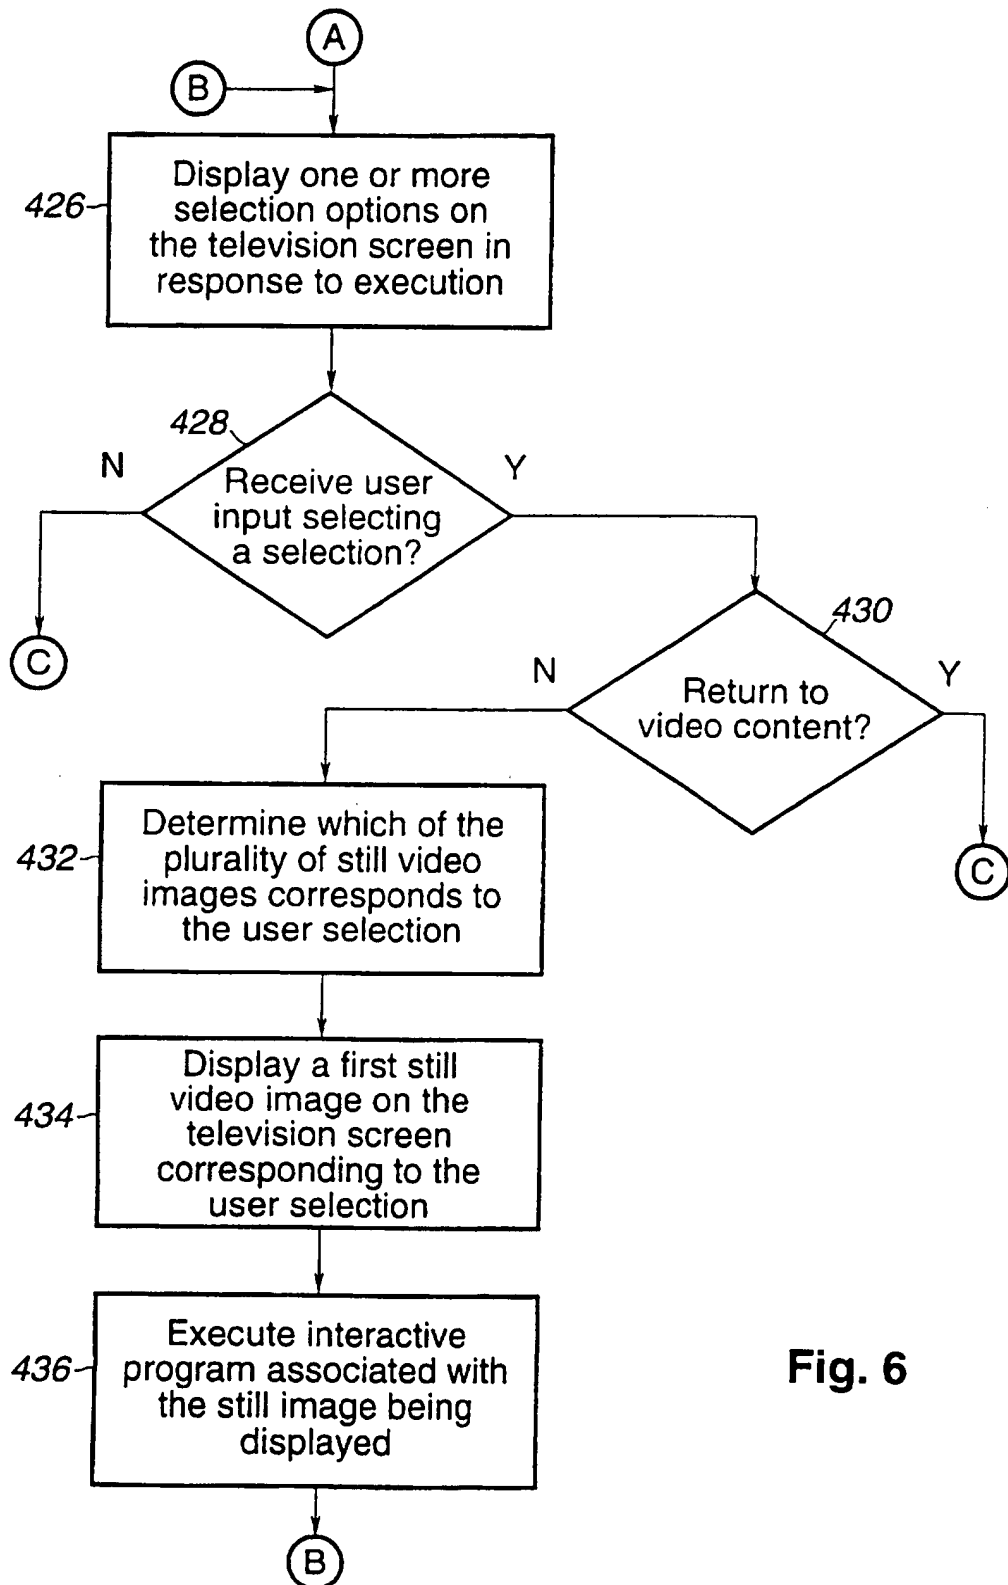 A
B
426
Display one or more
selection options on
the television screen in
response to execution
428
N
Y
Receive user
input selecting
a selection?
C
430
N
Y
Return to
video content?
C
432
Determine which of the
plurality of still video
images corresponds to
the user selection
434
Display a first still
video image on the
television screen
corresponding to the
user selection
436
Execute interactive
program associated with
the still image being
displayed
Fig. 6
B